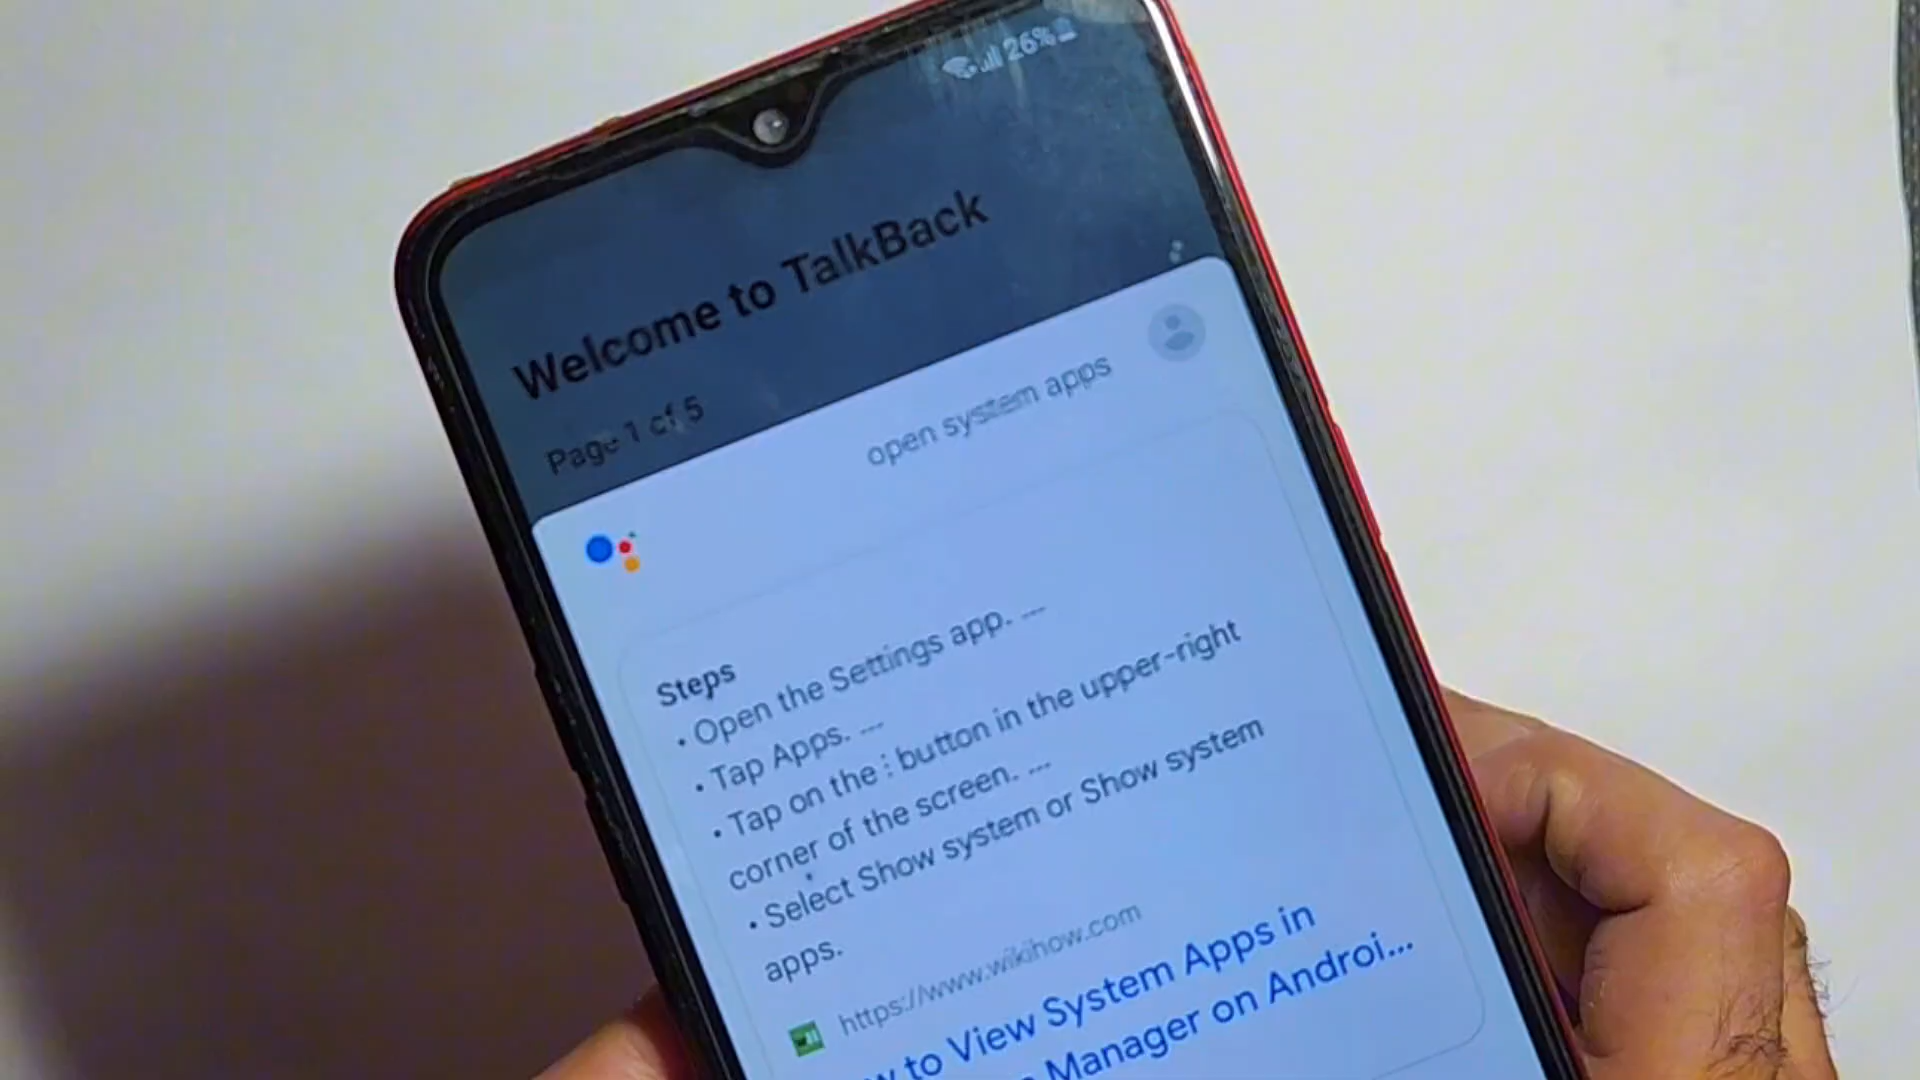 26%
Welcome to TalkBack
Page 1 of 5
open system apps
Steps
• Open the Settings app. ...
• Tap Apps. ...
• Tap on the ⋮ button in the upper-right
corner of the screen. ...
• Select Show system or Show system
apps.
https://www.wikihow.com
to View System Apps in
Manager on Androi...